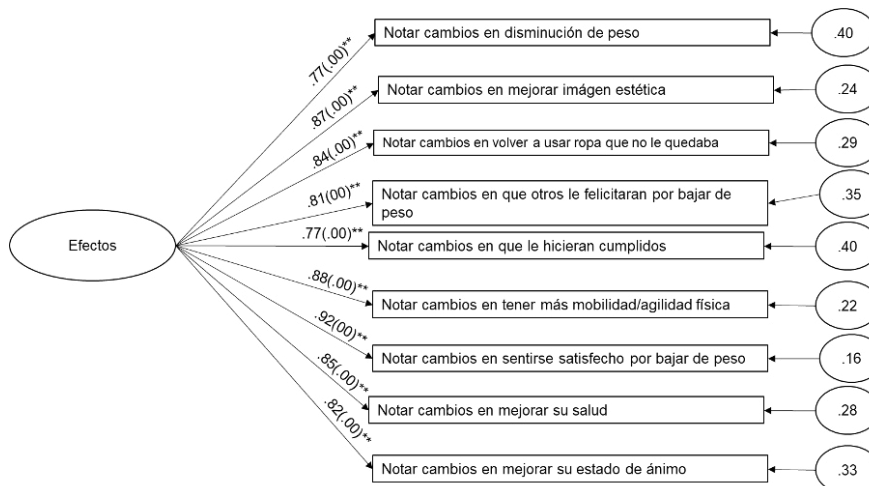 .77(.00)** Notar cambios en disminución de peso .40
.87(.00)** Notar cambios en mejorar imágen estética .24
.84(.00)** Notar cambios en volver a usar ropa que no le quedaba .29
.81(00)** Notar cambios en que otros le felicitaran por bajar de
peso .35
Efectos .77(.00)** Notar cambios en que le hicieran cumplidos .40
.88(.00)** Notar cambios en tener más mobilidad/agilidad física .22
.92(00)** Notar cambios en sentirse satisfecho por bajar de peso .16
.85(.00)** Notar cambios en mejorar su salud .28
.82(.00)** Notar cambios en mejorar su estado de ánimo .33